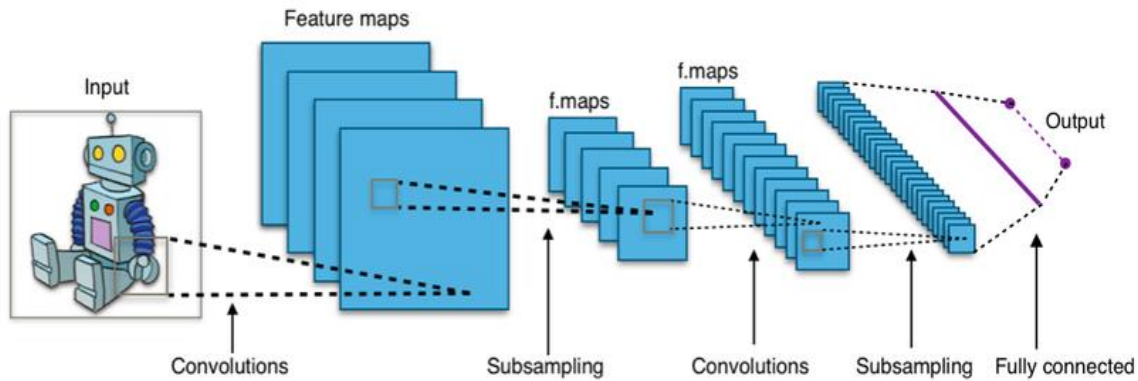 Feature maps
f.maps
Input
f.maps
Output
Convolutions
Subsampling
Convolutions
Subsampling
Fully connected